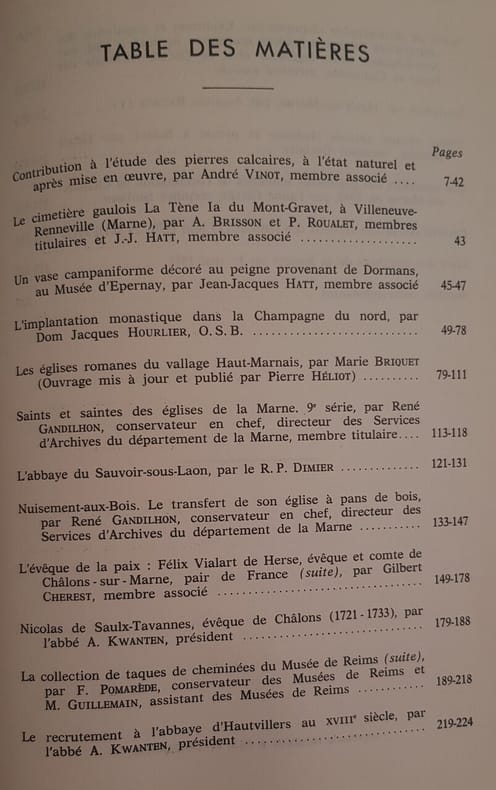 TABLE DES MATIÈRES
Pages
Contribution à l'étude des pierres calcaires, à l'état naturel et
après mise en œuvre, par André VINOT, membre associé .... 7-42
Le cimetière gaulois La Tène Ia du Mont-Gravet, à Villeneuve-
Renneville (Marne), par A. BRISSON et P. ROUALET, membres
titulaires et J.-J. HATT, membre associé .................... 43
Un vase campaniforme décoré au peigne provenant de Dormans,
au Musée d'Epernay, par Jean-Jacques HATT, membre associé 45-47
L'implantation monastique dans la Champagne du nord, par
Dom Jacques HOURLIER, O.S.B. ............................ 49-78
Les églises romanes du vallage Haut-Marnais, par Marie BRIQUET
(Ouvrage mis à jour et publié par Pierre HÉLIOT) .......... 79-111
Saints et saintes des églises de la Marne. 9e série, par René
GANDILHON, conservateur en chef, directeur des Services
d'Archives du département de la Marne, membre titulaire.... 113-118
L'abbaye du Sauvoir-sous-Laon, par le R.P. DIMIER ............. 121-131
Nuisement-aux-Bois. Le transfert de son église à pans de bois,
par René GANDILHON, conservateur en chef, directeur des
Services d'Archives du département de la Marne ........... 133-147
L'évêque de la paix : Félix Vialart de Herse, évêque et comte de
Châlons-sur-Marne, pair de France (suite), par Gilbert
CHEREST, membre associé .................................. 149-178
Nicolas de Saulx-Tavannes, évêque de Châlons (1721-1733), par
l'abbé A. KWANTEN, président .............................. 179-188
La collection de taques de cheminées du Musée de Reims (suite),
par F. POMARÈDE, conservateur des Musées de Reims et
M. GUILLEMAIN, assistant des Musées de Reims ........... 189-218
Le recrutement à l'abbaye d'Hautvillers au XVIIIe siècle, par
l'abbé A. KWANTEN, président .............................. 219-224